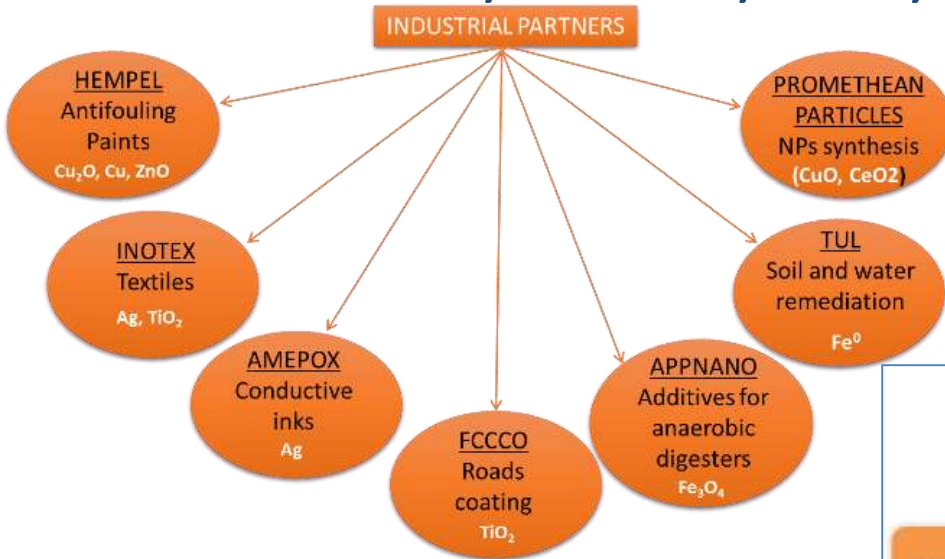 INDUSTRIAL PARTNERS
HEMPEL
Antifouling
Paints
Cu₂O, Cu, ZnO
PROMETHEAN
PARTICLES
NPs synthesis
(CuO, CeO2)
INOTEX
Textiles
Ag, TiO₂
TUL
Soil and water
remediation
Fe⁰
AMEPOX
Conductive
inks
Ag
APPNANO
Additives for
anaerobic
digesters
Fe₃O₄
FCCCO
Roads
coating
TiO₂